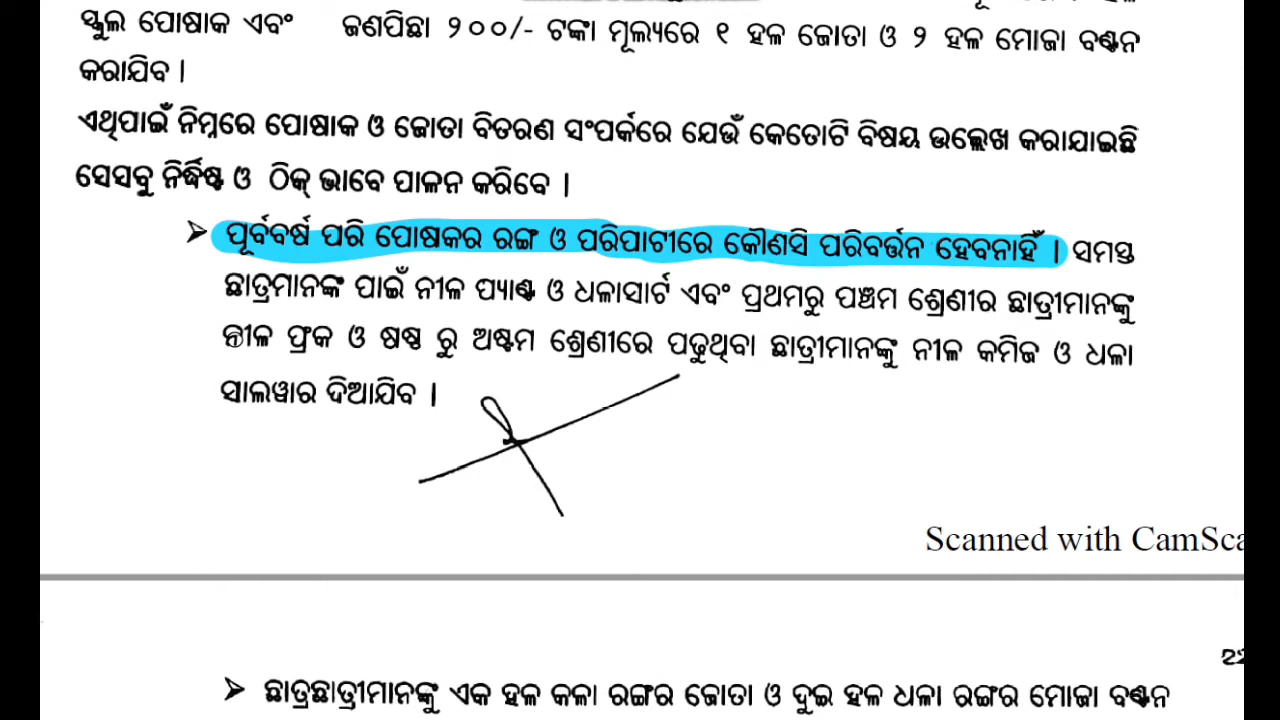 ସ୍କୁଲ ପୋଷାକ ଏବଂ ଜଣପିଛା ୨୦୦/- ଟଙ୍କା ମୂଲ୍ୟରେ ୧ ହଳ ଜୋତା ଓ ୨ ହଳ ମୋଜା ବଣ୍ଟନ
କରାଯିବ ।
ଏଥିପାଇଁ ନିମ୍ନରେ ପୋଷାକ ଓ ଜୋତା ବିତରଣ ସଂପର୍କରେ ଯେଉଁ କେତୋଟି ବିଷୟ ଉଲ୍ଲେଖ କରାଯାଇଛି
ସେସବୁ ନିର୍ଦ୍ଧିଷ୍ଟ ଓ ଠିକ୍ ଭାବେ ପାଳନ କରିବେ ।
➢ ପୂର୍ବବର୍ଷ ପରି ପୋଷକର ରଙ୍ଗ ଓ ପରିପାଟୀରେ କୌଣସି ପରିବର୍ତ୍ତନ ହେବନାହିଁ । ସମସ୍ତ
ଛାତ୍ରମାନଙ୍କ ପାଇଁ ନୀଳ ପ୍ୟାଣ୍ଟ ଓ ଧଳାସାର୍ଟ ଏବଂ ପ୍ରଥମରୁ ପଞ୍ଚମ ଶ୍ରେଣୀର ଛାତ୍ରୀମାନଙ୍କୁ
ନୀଳ ଫ୍ରକ ଓ ଷଷ୍ଠ ରୁ ଅଷ୍ଟମ ଶ୍ରେଣୀରେ ପଢୁଥିବା ଛାତ୍ରୀମାନଙ୍କୁ ନୀଳ କମିଜ ଓ ଧଳା
ସାଲୱାର ଦିଆଯିବ ।
Scanned with CamSca
➢ ଛାତ୍ରଛାତ୍ରୀମାନଙ୍କୁ ଏକ ହଳ କଳା ରଙ୍ଗର ଜୋତା ଓ ଦୁଇ ହଳ ଧଳା ରଙ୍ଗର ମୋଜା ବଣ୍ଟନ